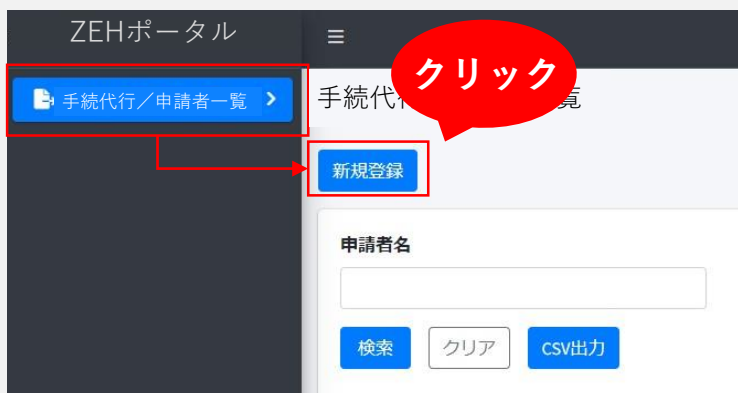 ZEHポータル
手続代行／申請者一覧
クリック
手続代 覧
新規登録
申請者名
検索
クリア
CSV出力